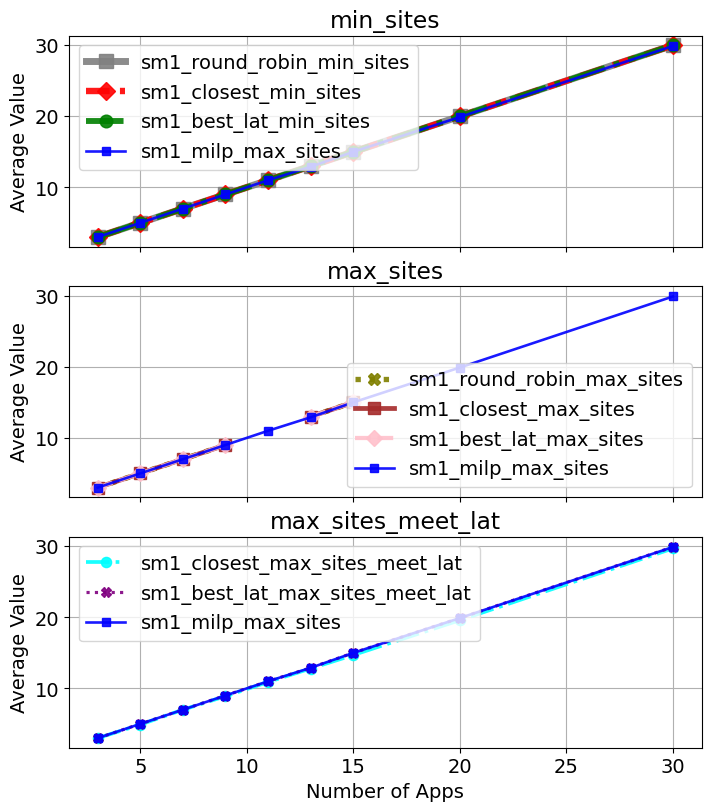 min_sites
30
20
10
Average Value
sm1_round_robin_min_sites
sm1_closest_min_sites
sm1_best_lat_min_sites
sm1_milp_max_sites
max_sites
30
20
10
Average Value
sm1_round_robin_max_sites
sm1_closest_max_sites
sm1_best_lat_max_sites
sm1_milp_max_sites
max_sites_meet_lat
30
20
10
Average Value
sm1_closest_max_sites_meet_lat
sm1_best_lat_max_sites_meet_lat
sm1_milp_max_sites
5 10 15 20 25 30
Number of Apps